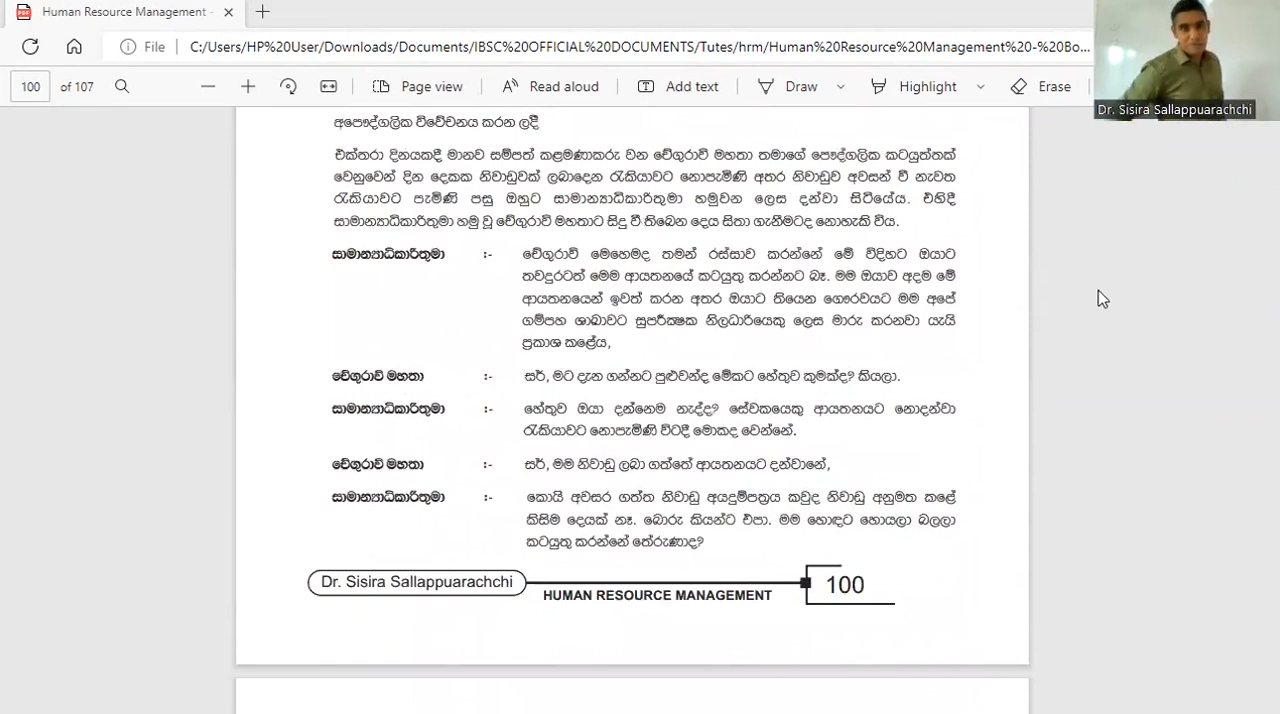 Human Resource Management -
File C:/Users/HP%20User/Downloads/Documents/IBSC%20OFFICIAL%20DOCUMENTS/Tutes/hrm/Human%20Resource%20Management%20-%20Bo...
100 of 107 Page view Read aloud Add text Draw Highlight Erase
Dr. Sisira Sallappuarachchi
අපෞද්ගලික විවේචනය කරන ලදී
එක්තරා දිනයකදී මානව සම්පත් කළමණාකරු වන චේගුරාව් මහතා තමාගේ පෞද්ගලික කටයුත්තක්
වෙනුවෙන් දින දෙකක නිවාඩුවක් ලබාදෙන රැකියාවට නොපැමිණි අතර නිවාඩුව අවසන් වී නැවත
රැකියාවට පැමිණි පසු ඔහුට සාමාන්‍යාධිකාරීතුමා හමුවන ලෙස දන්වා සිටියේය. එහිදී
සාමාන්‍යාධිකාරීතුමා හමු වූ චේගුරාව් මහතාට සිදු වී තිබෙන දෙය සිතා ගැනීමටද නොහැකි විය.
සාමාන්‍යාධිකාරීතුමා :- චේගුරාව් මෙහෙමද තමන් රස්සාව කරන්නේ මේ විදිහට ඔයාට
තවදුරටත් මෙම ආයතනයේ කටයුතු කරන්නට බෑ. මම ඔයාව අදම මේ
ආයතනයෙන් ඉවත් කරන අතර ඔයාට තියෙන ගෞරවයට මම අපේ
ගම්පහ ශාඛාවට සුපරීක්‍ෂක නිලධාරියෙකු ලෙස මාරු කරනවා යැයි
ප්‍රකාශ කළේය,
චේගුරාව් මහතා :- සර්, මට දැන ගන්නට පුළුවන්ද මේකට හේතුව කුමක්ද? කියලා.
සාමාන්‍යාධිකාරීතුමා :- හේතුව ඔයා දන්නෙම නැද්ද? සේවකයෙකු ආයතනයට නොදන්වා
රැකියාවට නොපැමිණි විටදී මොකද වෙන්නේ.
චේගුරාව් මහතා :- සර්, මම නිවාඩු ලබා ගත්තේ ආයතනයට දන්වානේ,
සාමාන්‍යාධිකාරීතුමා :- කොයි අවසර ගත්ත නිවාඩු අයදුම්පත්‍රය කවුද නිවාඩු අනුමත කළේ
කිසිම දෙයක් නෑ. බොරු කියන්ට එපා. මම හොඳට හොයලා බලලා
කටයුතු කරන්නේ තේරුණාද?
Dr. Sisira Sallappuarachchi
HUMAN RESOURCE MANAGEMENT
100